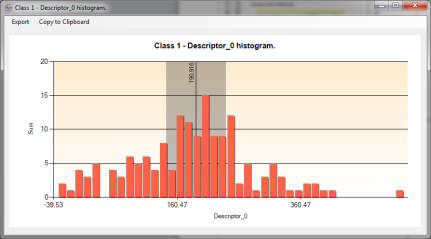 Class 1 - Descriptor_0 histogram.
Export Copy to Clipboard
Class 1 - Descriptor_0 histogram.
20
190.916
15
Sum
10
5
0
-39.53 160.47 360.47
Descriptor_0